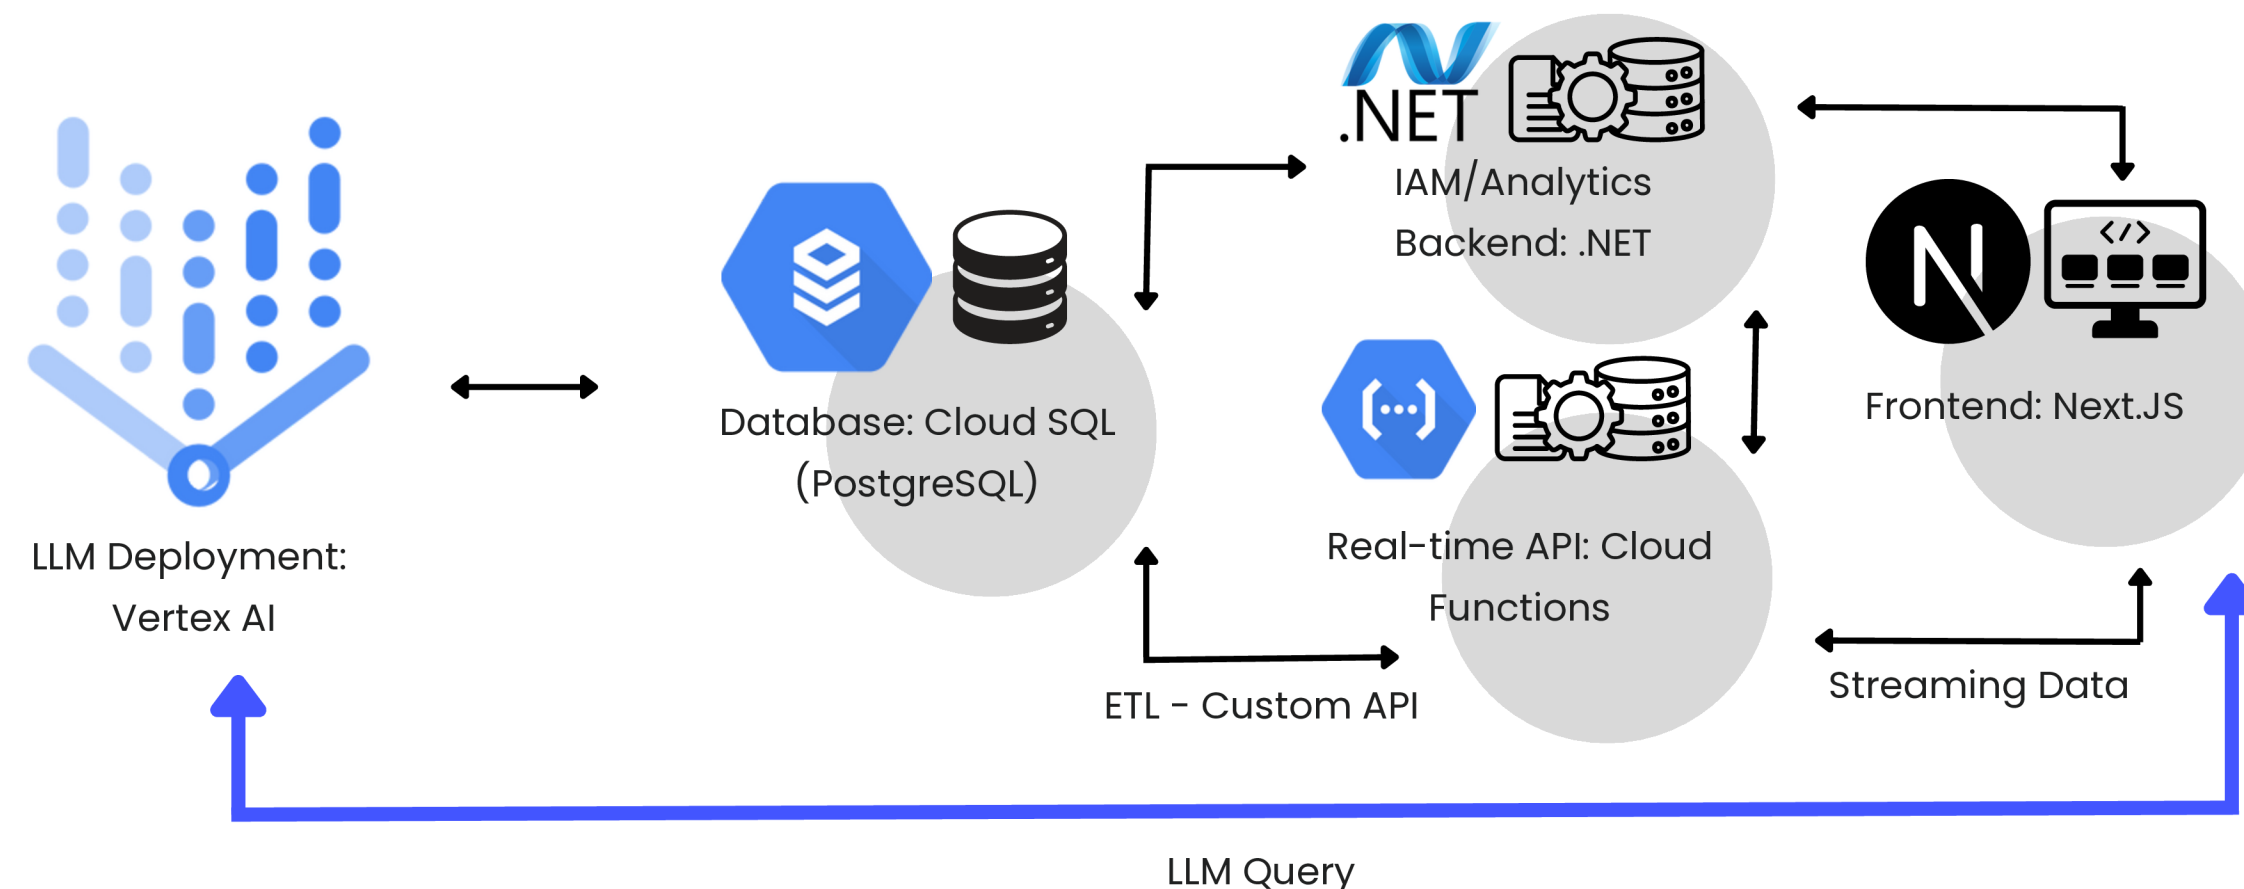 .NET
IAM/Analytics
Backend: .NET
</>
Frontend: Next.JS
Database: Cloud SQL
(PostgreSQL)
LLM Deployment:
Vertex AI
Real-time API: Cloud
Functions
ETL - Custom API
Streaming Data
LLM Query